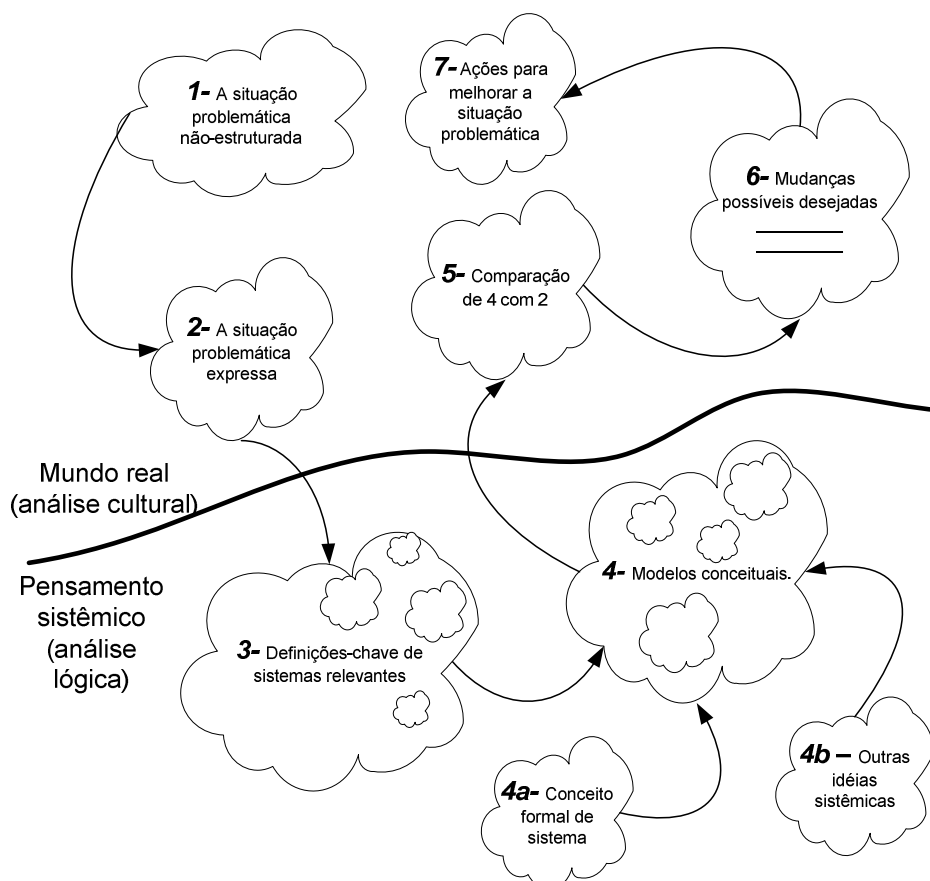 1- A situação
problemática
não-estruturada
2- A situação
problemática
expressa
Mundo real
(análise cultural)
Pensamento
sistêmico
(análise
lógica)
3- Definições-chave de
sistemas relevantes
4- Modelos conceituais.
4a- Conceito
formal de
sistema
4b – Outras
idéias
sistêmicas
5- Comparação
de 4 com 2
6- Mudanças
possíveis desejadas
7- Ações para
melhorar a
situação
problemática